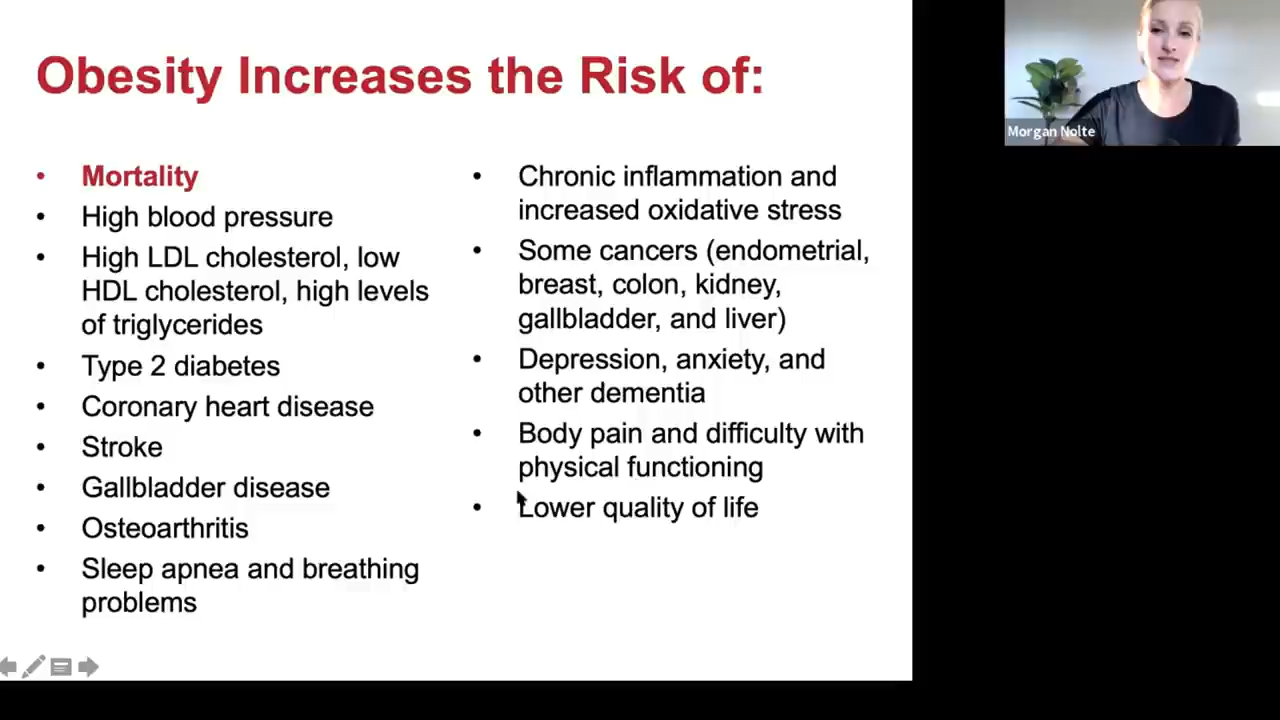 Obesity Increases the Risk of:
• Mortality
• High blood pressure
• High LDL cholesterol, low
HDL cholesterol, high levels
of triglycerides
• Type 2 diabetes
• Coronary heart disease
• Stroke
• Gallbladder disease
• Osteoarthritis
• Sleep apnea and breathing
problems
• Chronic inflammation and
increased oxidative stress
• Some cancers (endometrial,
breast, colon, kidney,
gallbladder, and liver)
• Depression, anxiety, and
other dementia
• Body pain and difficulty with
physical functioning
• Lower quality of life
Morgan Nolte